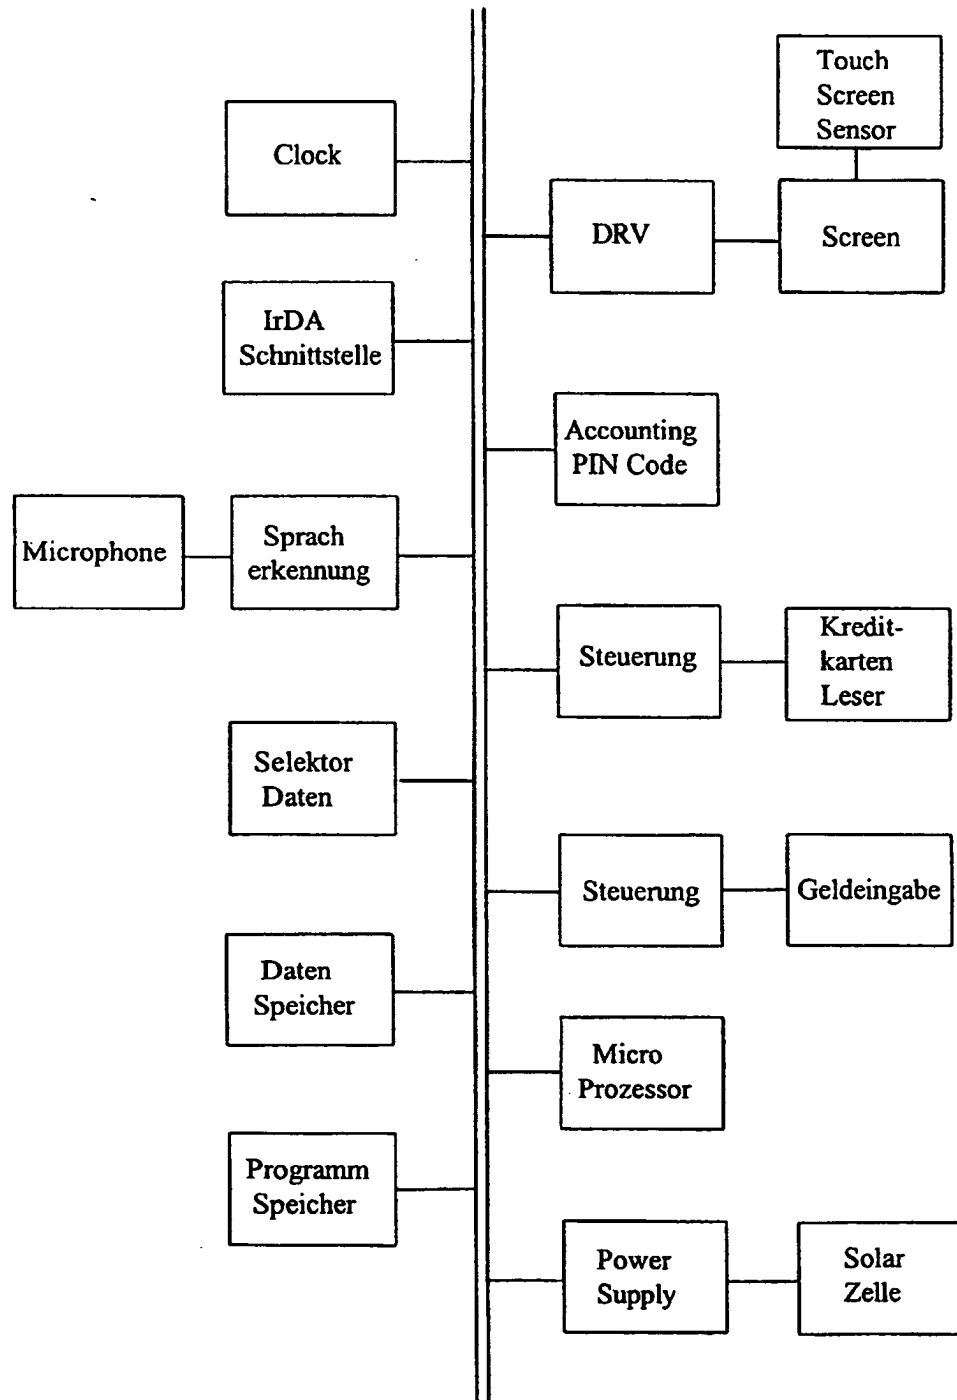 Touch
Screen
Sensor
Clock
DRV
Screen
IrDA
Schnittstelle
Accounting
PIN Code
Microphone
Sprach
erkennung
Steuerung
Kredit-
karten
Leser
Selektor
Daten
Steuerung
Geldeingabe
Daten
Speicher
Micro
Prozessor
Programm
Speicher
Power
Supply
Solar
Zelle